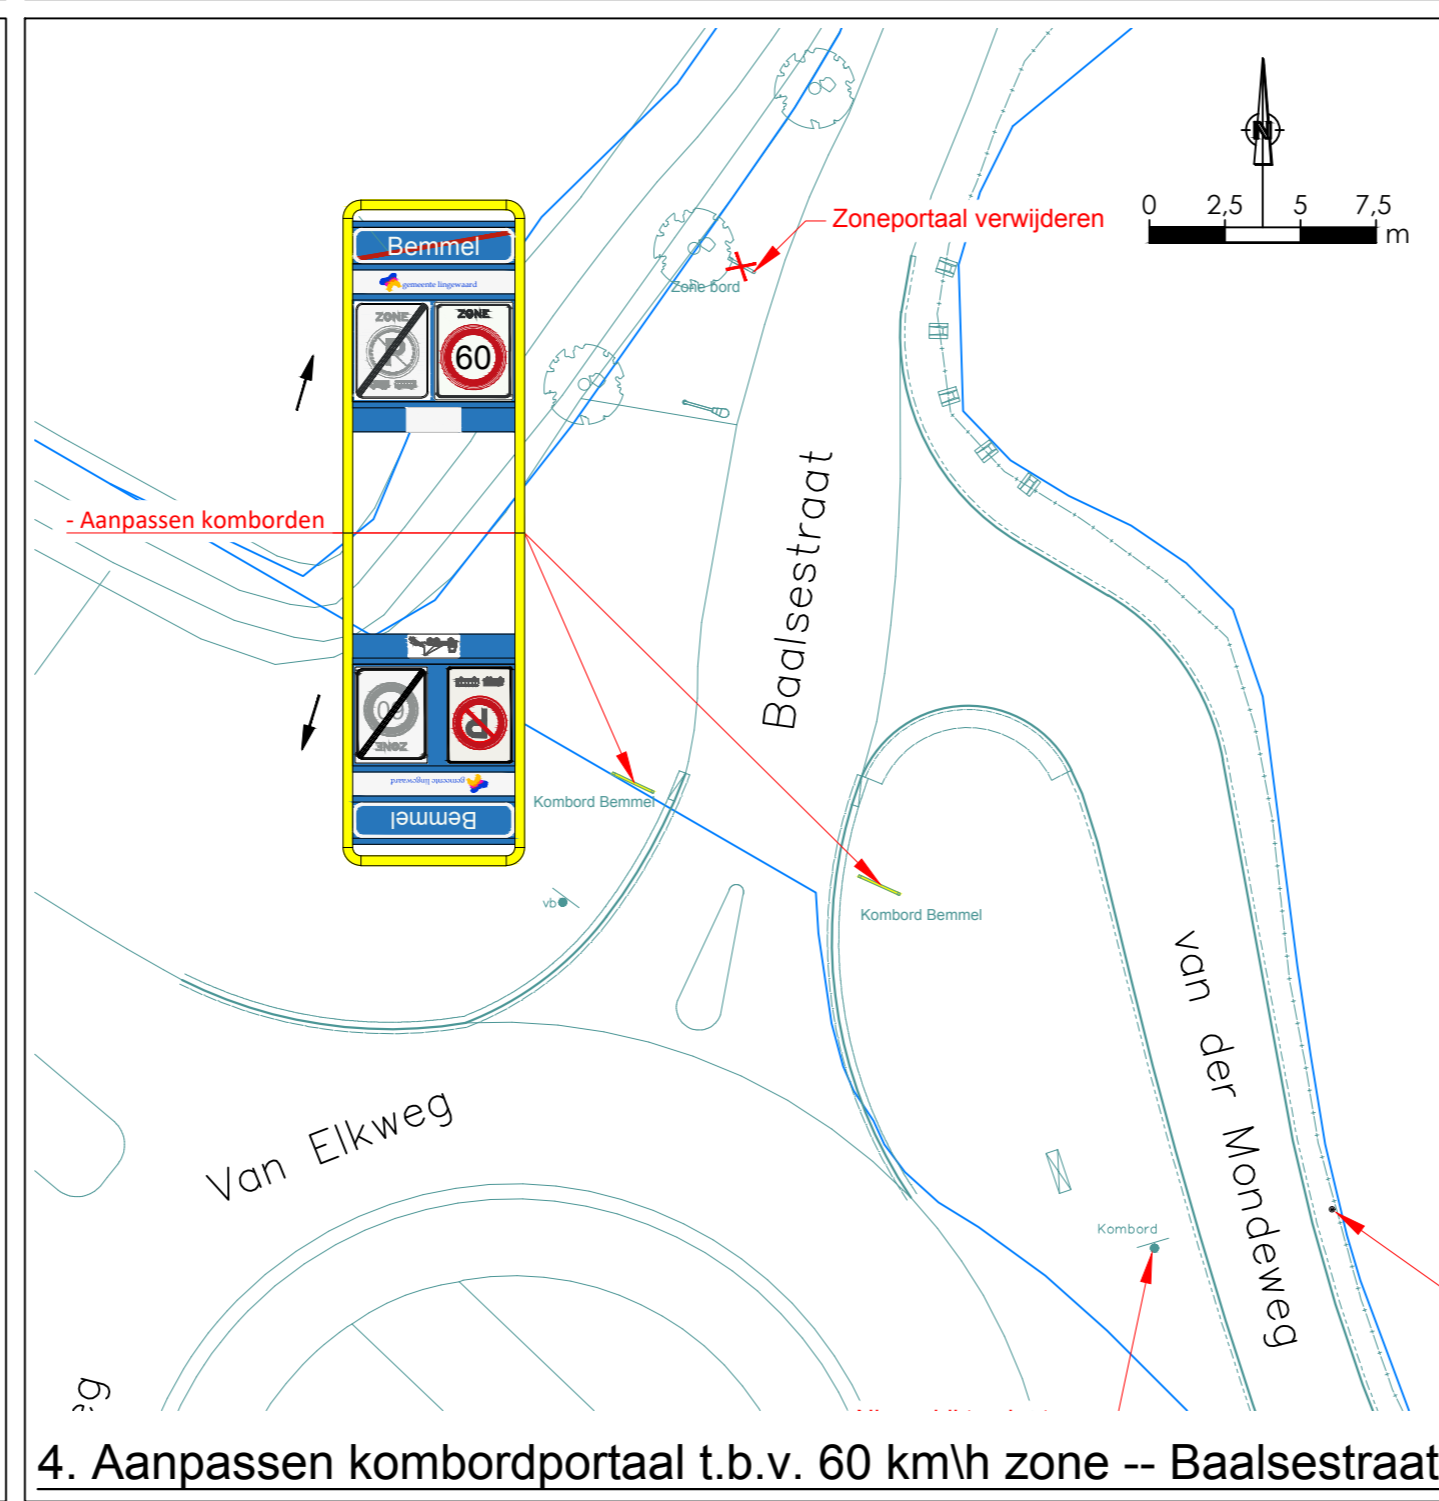 Zoneportaal verwijderen
0 2,5 5 7,5 m
N
Bemmel
gemeente lingewaard
ZONE
P
ZONE
60
Zone bord
- Aanpassen komborden
Baalsestraat
60
ZONE
P
gemeente lingewaard
Bemmel
Kombord Bemmel
Kombord Bemmel
vb
van der Mondeweg
Van Elkweg
Kombord
4. Aanpassen kombordportaal t.b.v. 60 km\h zone -- Baalsestraat